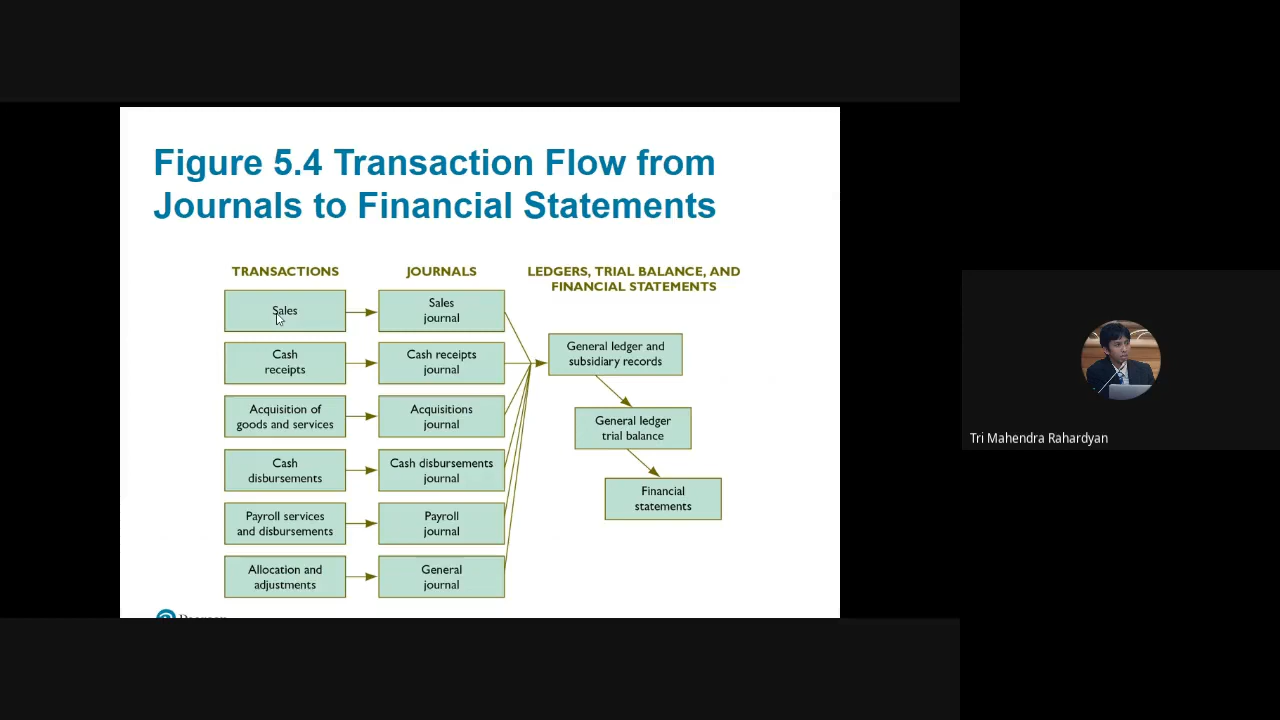 Figure 5.4 Transaction Flow from
Journals to Financial Statements
TRANSACTIONS
JOURNALS
LEDGERS, TRIAL BALANCE, AND
FINANCIAL STATEMENTS
Sales
Sales
journal
Cash
receipts
Cash receipts
journal
Acquisition of
goods and services
Acquisitions
journal
Cash
disbursements
Cash disbursements
journal
Payroll services
and disbursements
Payroll
journal
Allocation and
adjustments
General
journal
General ledger and
subsidiary records
General ledger
trial balance
Financial
statements
Tri Mahendra Rahardyan